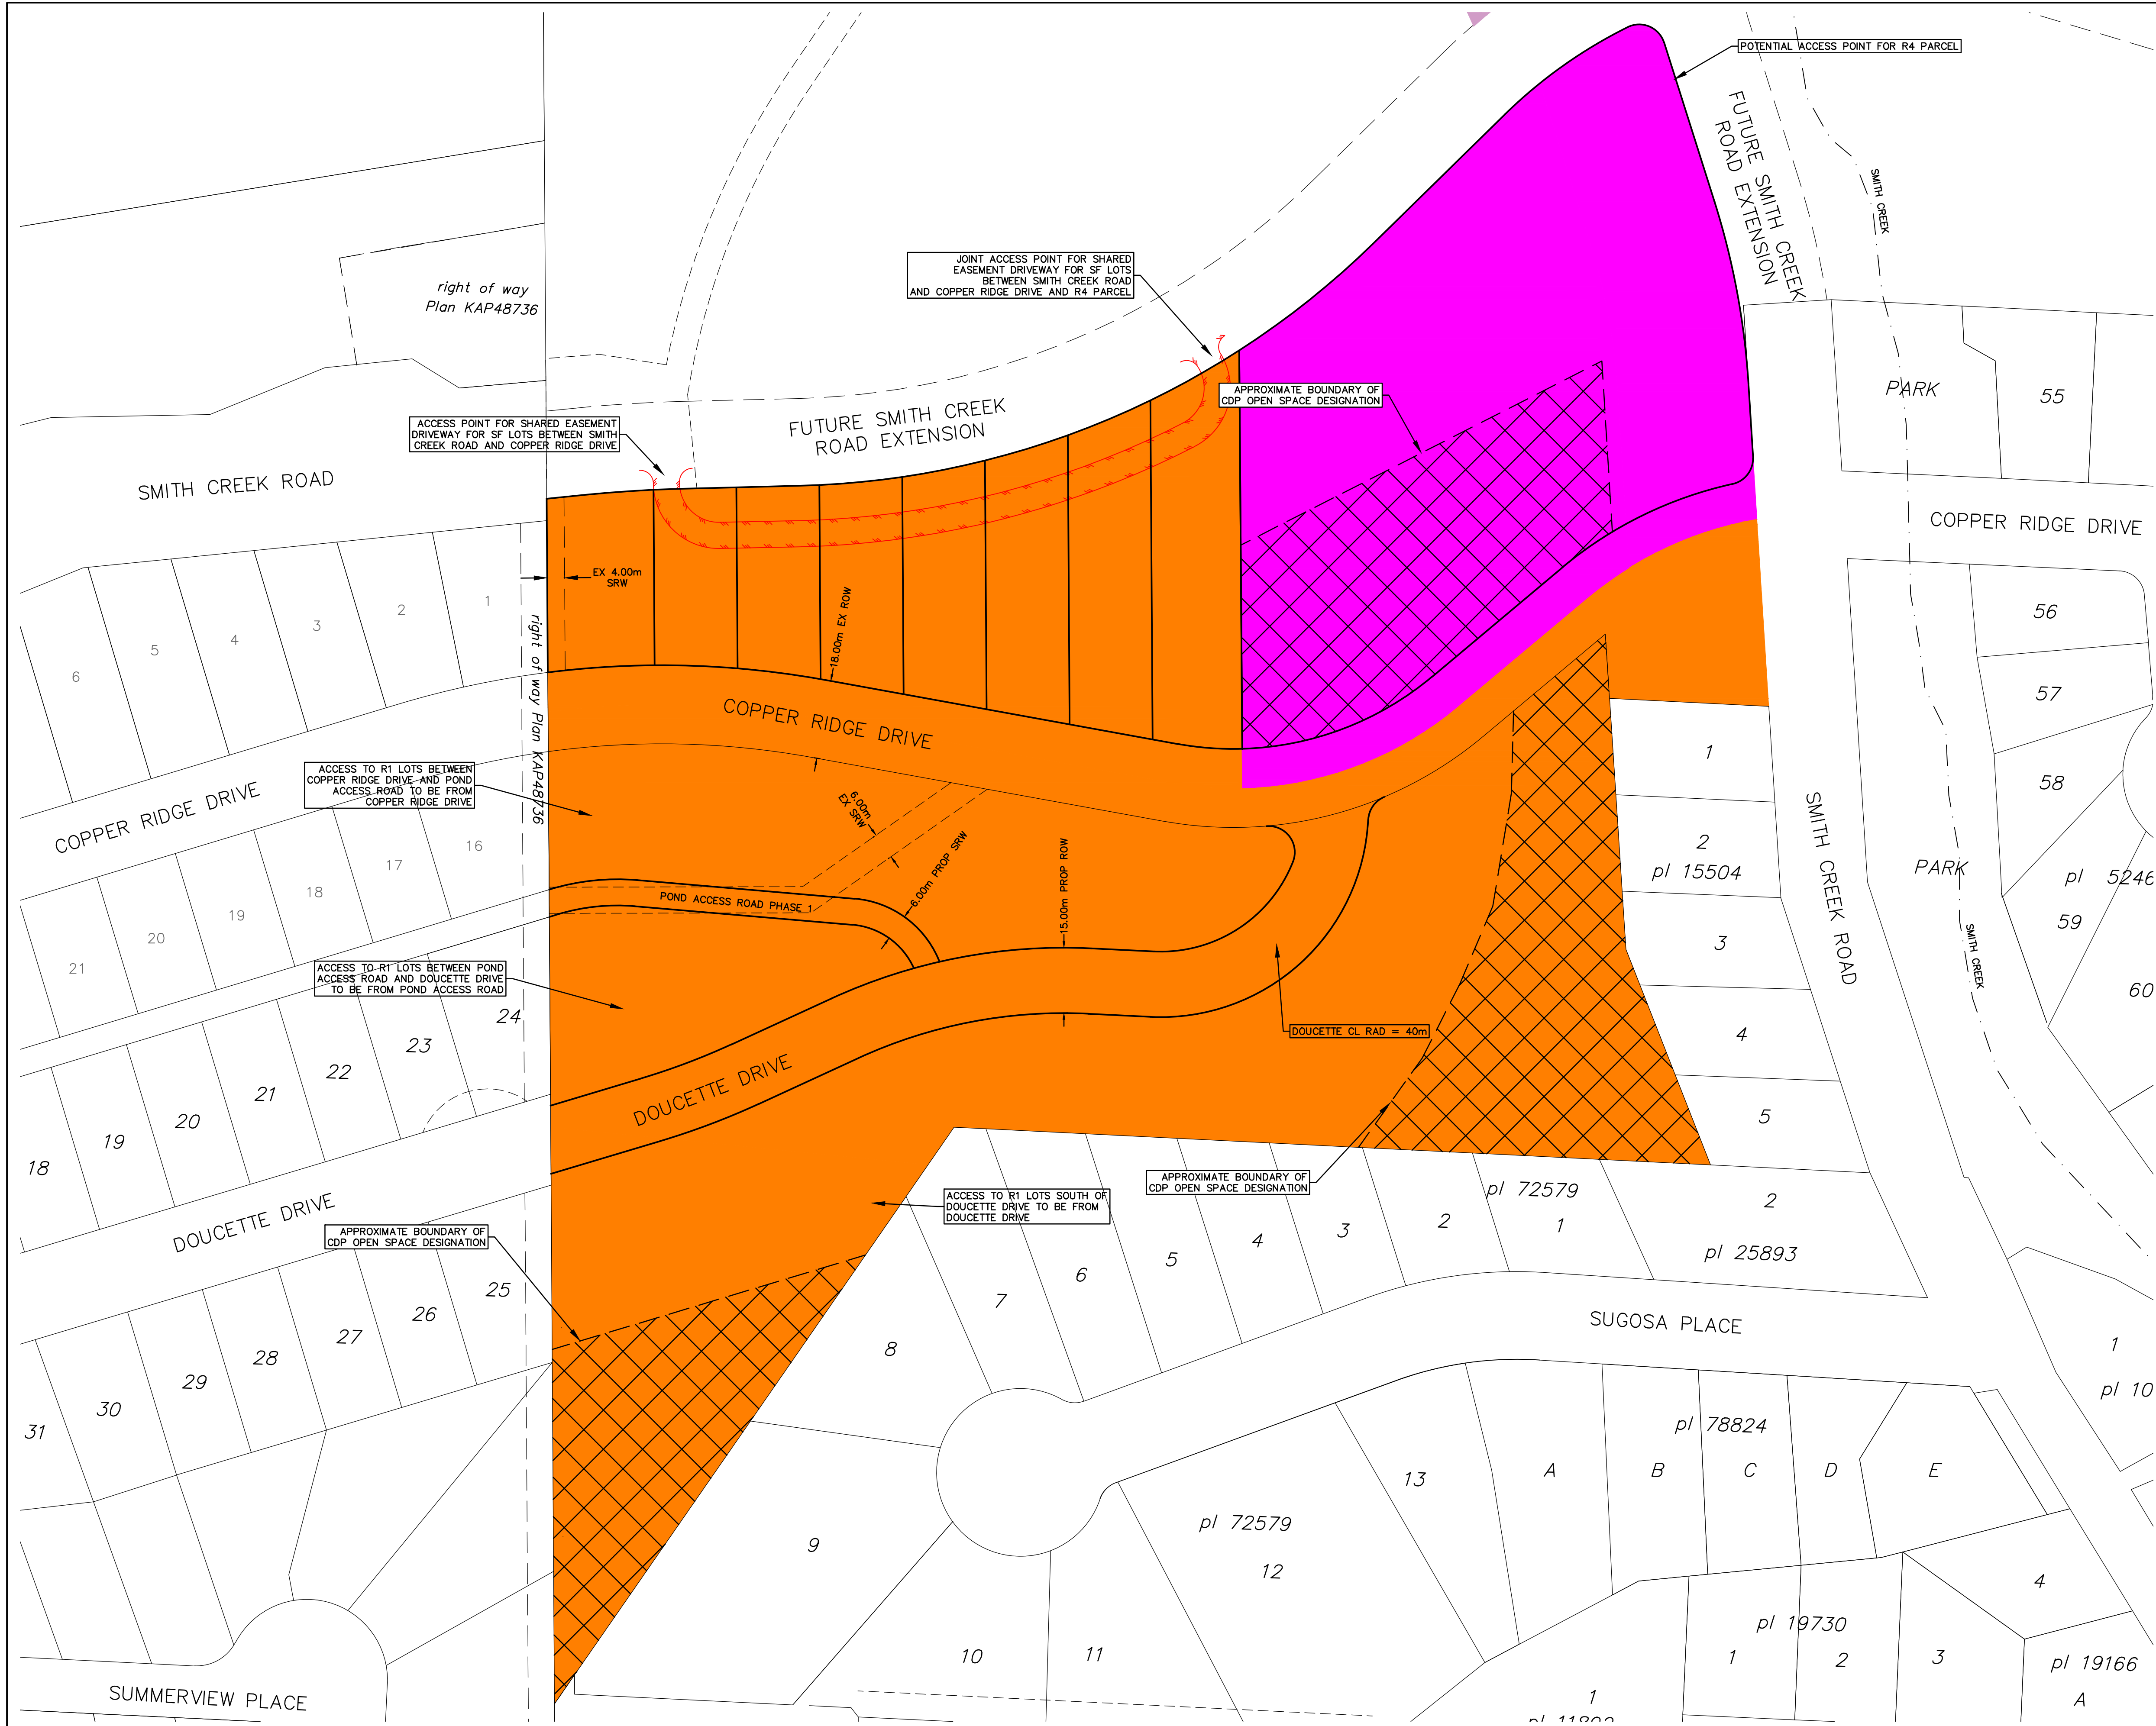 POTENTIAL ACCESS POINT FOR R4 PARCEL
FUTURE SMITH CREEK
ROAD EXTENSION
SMITH CREEK
right of way
Plan KAP48736
JOINT ACCESS POINT FOR SHARED
EASEMENT DRIVEWAY FOR SF LOTS
BETWEEN SMITH CREEK ROAD
AND COPPER RIDGE DRIVE AND R4 PARCEL
APPROXIMATE BOUNDARY OF
CDP OPEN SPACE DESIGNATION
PARK
55
FUTURE SMITH CREEK
ROAD EXTENSION
ACCESS POINT FOR SHARED EASEMENT
DRIVEWAY FOR SF LOTS BETWEEN SMITH
CREEK ROAD AND COPPER RIDGE DRIVE
SMITH CREEK ROAD
COPPER RIDGE DRIVE
EX 4.00m
SRW
6
5
4
3
2
1
right of way Plan KAP48736
18.00m EX ROW
56
57
58
COPPER RIDGE DRIVE
1
2
pl 15504
3
4
5
SMITH CREEK ROAD
PARK
SMITH CREEK
pl 5246
59
60
ACCESS TO R1 LOTS BETWEEN
COPPER RIDGE DRIVE AND POND
ACCESS ROAD TO BE FROM
COPPER RIDGE DRIVE
COPPER RIDGE DRIVE
6.00m
EX SRW
6.00m PROP SRW
15.00m PROP ROW
POND ACCESS ROAD PHASE 1
21
20
19
18
17
16
ACCESS TO R1 LOTS BETWEEN POND
ACCESS ROAD AND DOUCETTE DRIVE
TO BE FROM POND ACCESS ROAD
DOUCETTE CL RAD = 40m
18
19
20
21
22
23
24
DOUCETTE DRIVE
DOUCETTE DRIVE
APPROXIMATE BOUNDARY OF
CDP OPEN SPACE DESIGNATION
ACCESS TO R1 LOTS SOUTH OF
DOUCETTE DRIVE TO BE FROM
DOUCETTE DRIVE
APPROXIMATE BOUNDARY OF
CDP OPEN SPACE DESIGNATION
31
30
29
28
27
26
25
8
7
6
5
4
3
2
pl 72579
1
2
pl 25893
SUGOSA PLACE
1
pl 10
9
10
11
pl 72579
12
13
A
B
pl 78824
C
D
E
4
pl 19730
1
2
3
pl 19166
A
1
SUMMERVIEW PLACE